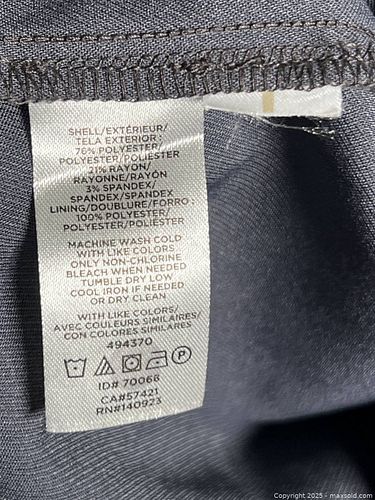 SHELL/EXTÉRIEUR/
TELA EXTERIOR:
76% POLYESTER/
POLYESTER/POLIÉSTER
21% RAYON/
RAYONNE/RAYÓN
3% SPANDEX/
SPANDEX/SPANDEX
LINING/DOUBLURE/FORRO:
100% POLYESTER/
POLYESTER/POLIÉSTER
MACHINE WASH COLD
WITH LIKE COLORS
ONLY NON-CHLORINE
BLEACH WHEN NEEDED
TUMBLE DRY LOW
COOL IRON IF NEEDED
OR DRY CLEAN
WITH LIKE COLORS/
AVEC COULEURS SIMILAIRES/
CON COLORES SIMILARES
494370
P
ID# 70068
CA#57421
RN#140923
Copyright 2025 - maxsold.com